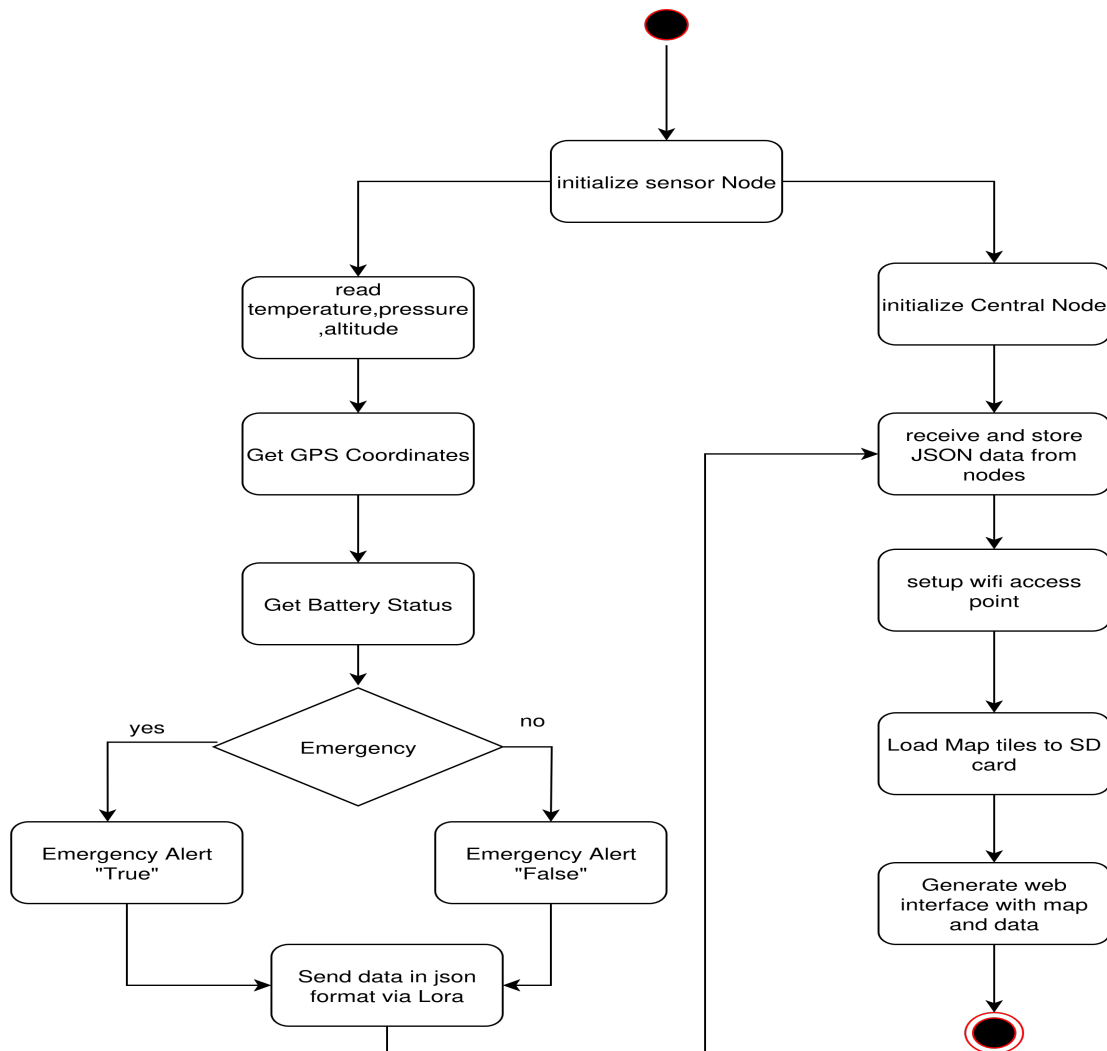 initialize sensor Node
read
temperature,pressure
,altitude
initialize Central Node
Get GPS Coordinates
receive and store
JSON data from
nodes
Get Battery Status
setup wifi access
point
yes
no
Emergency
Load Map tiles to SD
card
Emergency Alert
"True"
Emergency Alert
"False"
Generate web
interface with map
and data
Send data in json
format via Lora